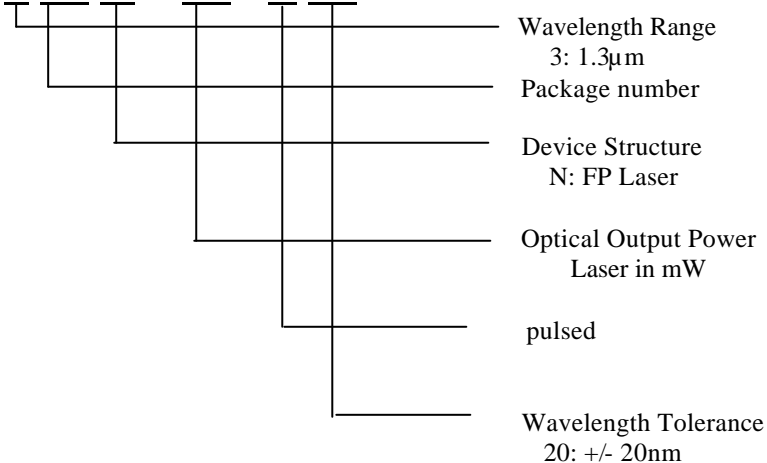 Wavelength Range
3: 1.3µm
Package number
Device Structure
N: FP Laser
Optical Output Power
Laser in mW
pulsed
Wavelength Tolerance
20: +/- 20nm